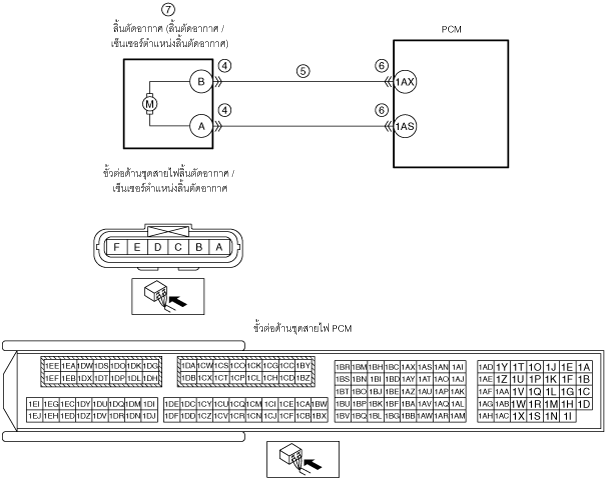 ⑦
ลิ้นตัดอากาศ (ลิ้นตัดอากาศ /
เซ็นเซอร์ตำแหน่งลิ้นตัดอากาศ)
PCM
④ ⑤ ⑥
B 1AX
M
④ ⑥
A 1AS
ขั้วต่อด้านชุดสายไฟลิ้นตัดอากาศ /
เซ็นเซอร์ตำแหน่งลิ้นตัดอากาศ
F E D C B A
ขั้วต่อด้านชุดสายไฟ PCM
1EE 1EA 1DW 1DS 1DO 1DK 1DG 1DA 1CW 1CS 1CO 1CK 1CG 1CC 1BY 1BR 1BM 1BH 1BC 1AX 1AS 1AN 1AI 1AD 1Y 1T 1O 1J 1E 1A
1EF 1EB 1DX 1DT 1DP 1DL 1DH 1DB 1CX 1CT 1CP 1CL 1CH 1CD 1BZ 1BS 1BN 1BI 1BD 1AY 1AT 1AO 1AJ 1AE 1Z 1U 1P 1K 1F 1B
1BT 1BO 1BJ 1BE 1AZ 1AU 1AP 1AK 1AF 1AA 1V 1Q 1L 1G 1C
1EI 1EG 1EC 1DY 1DU 1DQ 1DM 1DI 1DE 1DC 1CY 1CU 1CQ 1CM 1CI 1CE 1CA 1BW 1BU 1BP 1BK 1BF 1BA 1AV 1AQ 1AL 1AG 1AB 1W 1R 1M 1H 1D
1EJ 1EH 1ED 1DZ 1DV 1DR 1DN 1DJ 1DF 1DD 1CZ 1CV 1CR 1CN 1CJ 1CF 1CB 1BX 1BV 1BQ 1BL 1BG 1BB 1AW 1AR 1AM 1AH 1AC 1X 1S 1N 1I